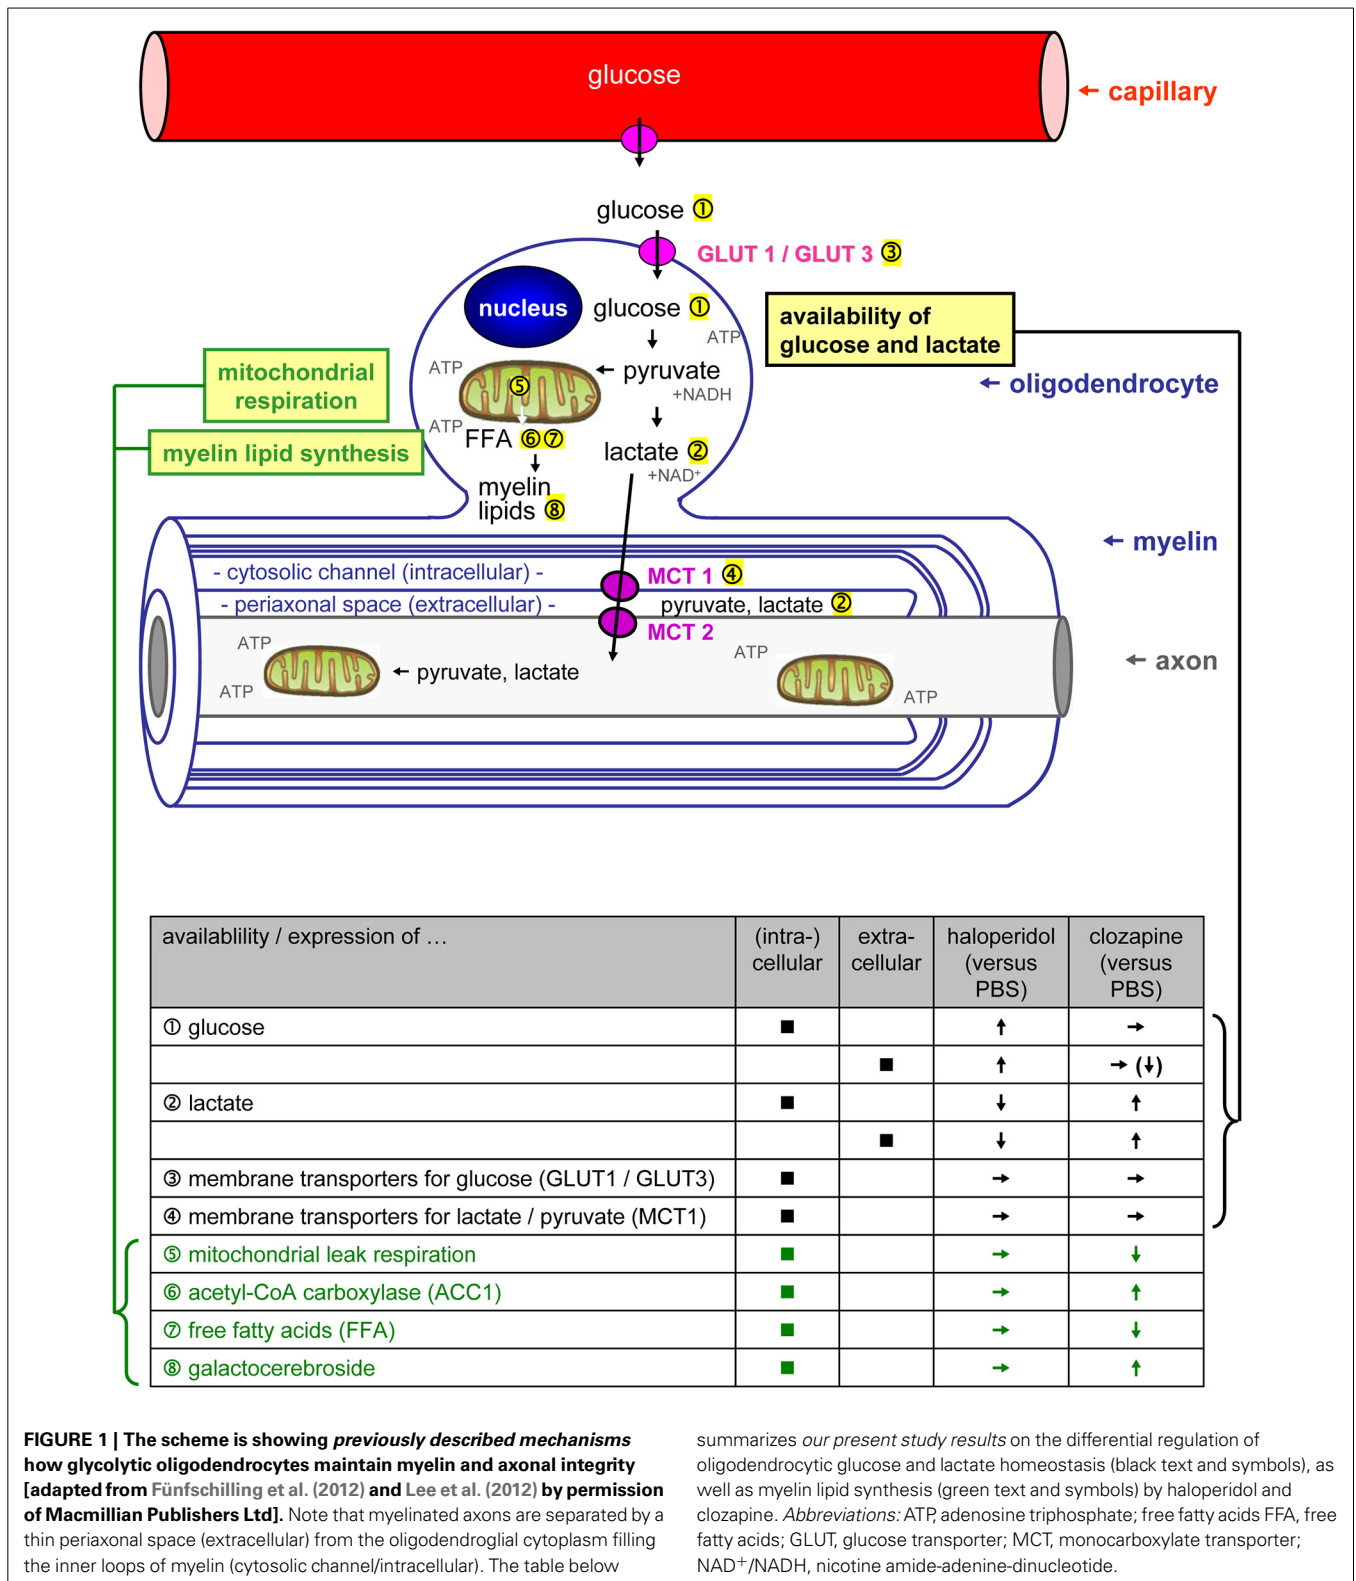 glucose
← capillary
glucose ①
GLUT 1 / GLUT 3 ③
nucleus
glucose ①
availability of
glucose and lactate
ATP
mitochondrial
respiration
ATP
⑤
← pyruvate
+NADH
← oligodendrocyte
ATP
FFA ⑥⑦
myelin lipid synthesis
lactate ②
+NAD⁺
myelin
lipids ⑧
← myelin
- cytosolic channel (intracellular) -
MCT 1 ④
- periaxonal space (extracellular) -
pyruvate, lactate ②
MCT 2
ATP
ATP
← pyruvate, lactate
ATP
ATP
← axon
availablility / expression of … (intra-) cellular extra- cellular haloperidol (versus PBS) clozapine (versus PBS)
① glucose ■ ↑ →
■ ↑ → (↓)
② lactate ■ ↓ ↑
■ ↓ ↑
③ membrane transporters for glucose (GLUT1 / GLUT3) ■ → →
④ membrane transporters for lactate / pyruvate (MCT1) ■ → →
⑤ mitochondrial leak respiration ■ → ↓
⑥ acetyl-CoA carboxylase (ACC1) ■ → ↑
⑦ free fatty acids (FFA) ■ → ↓
⑧ galactocerebroside ■ → ↑
FIGURE 1 | The scheme is showing previously described mechanisms
how glycolytic oligodendrocytes maintain myelin and axonal integrity
[adapted from Fünfschilling et al. (2012) and Lee et al. (2012) by permission
of Macmillian Publishers Ltd]. Note that myelinated axons are separated by a
thin periaxonal space (extracellular) from the oligodendroglial cytoplasm filling
the inner loops of myelin (cytosolic channel/intracellular). The table below
summarizes our present study results on the differential regulation of
oligodendrocytic glucose and lactate homeostasis (black text and symbols), as
well as myelin lipid synthesis (green text and symbols) by haloperidol and
clozapine. Abbreviations: ATP, adenosine triphosphate; free fatty acids FFA, free
fatty acids; GLUT, glucose transporter; MCT, monocarboxylate transporter;
NAD+/NADH, nicotine amide-adenine-dinucleotide.